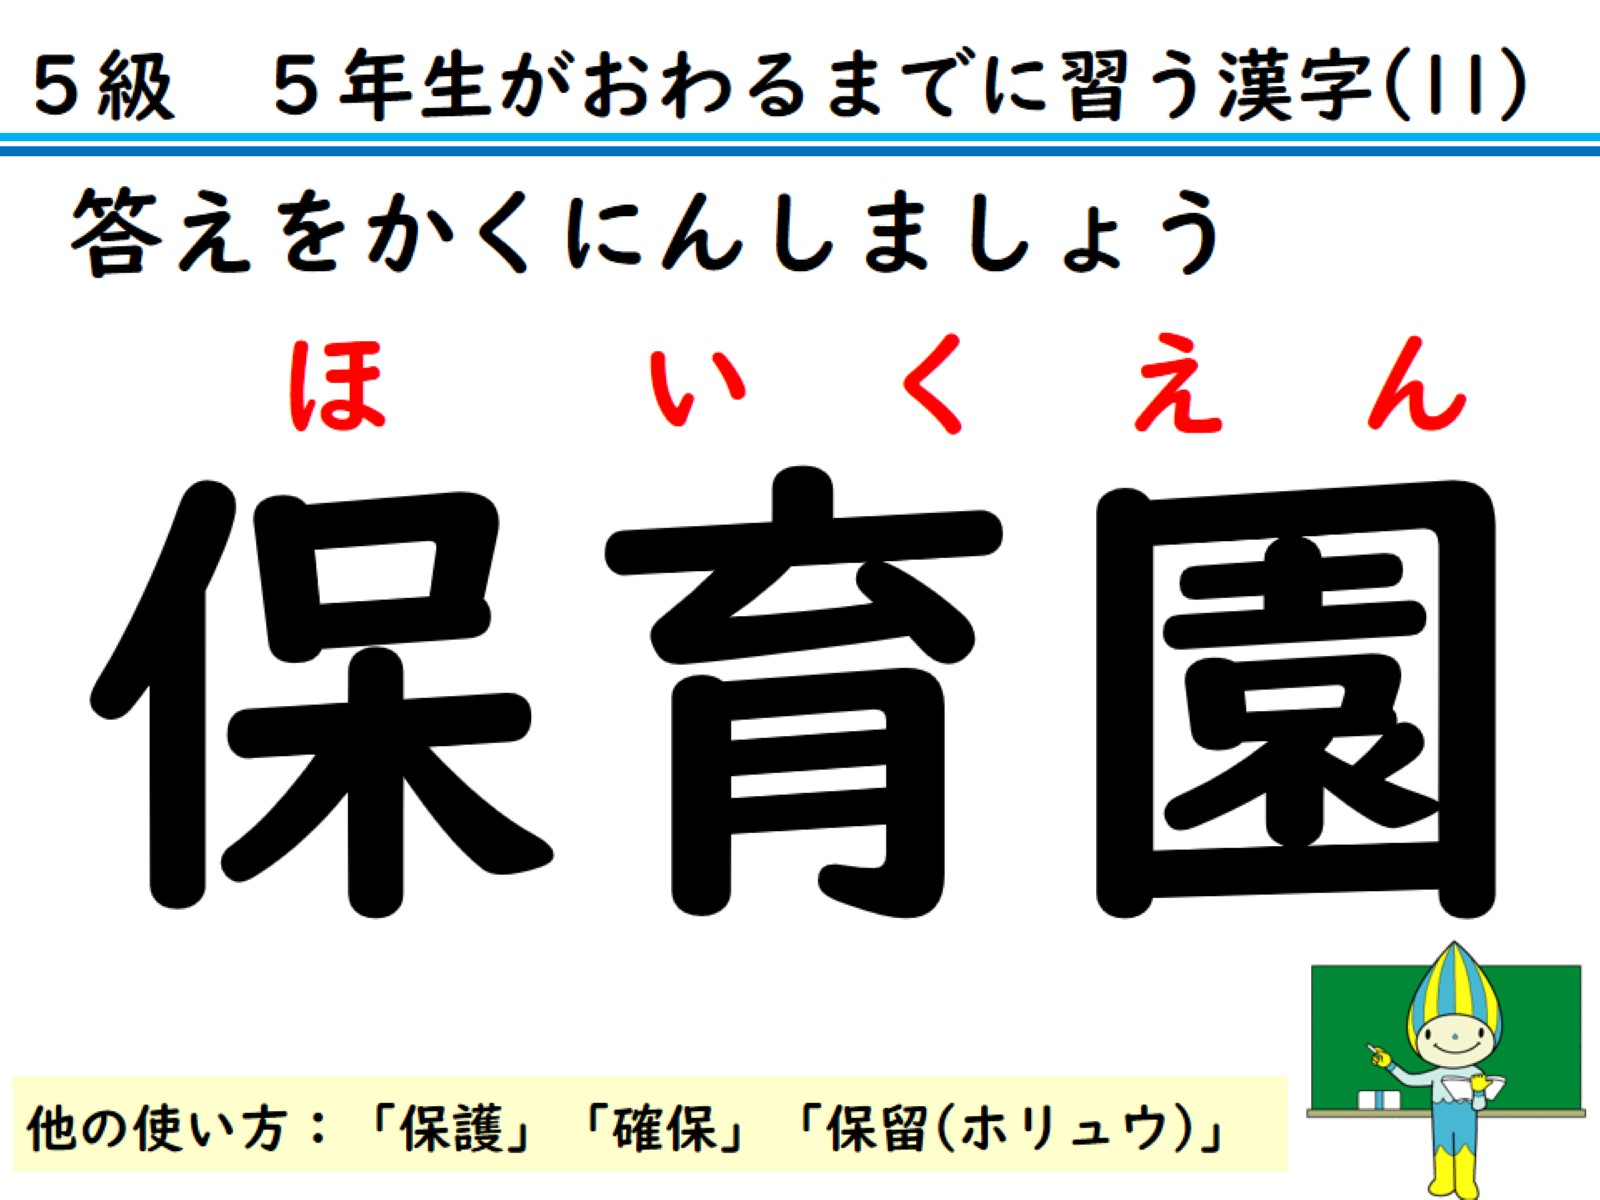 ５級　５年生がおわるまでに習う漢字(11)
答えをかくにんしましょう
ほいくえん
保育園
他の使い方：「保護」「確保」「保留(ホリュウ)」